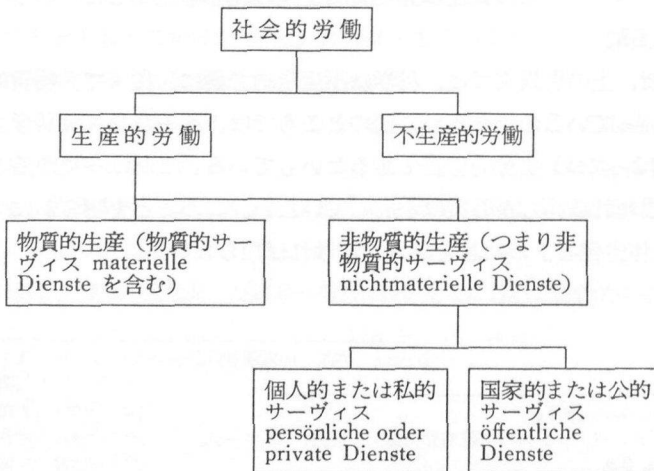 社会的労働
生産的労働
不生産的労働
物質的生産（物質的サー
ヴィス materielle
Dienste を含む）
非物質的生産（つまり非
物質的サーヴィス
nichtmaterielle Dienste）
個人的または私的
サーヴィス
persönliche order
private Dienste
国家的または公的
サーヴィス
öffentliche
Dienste